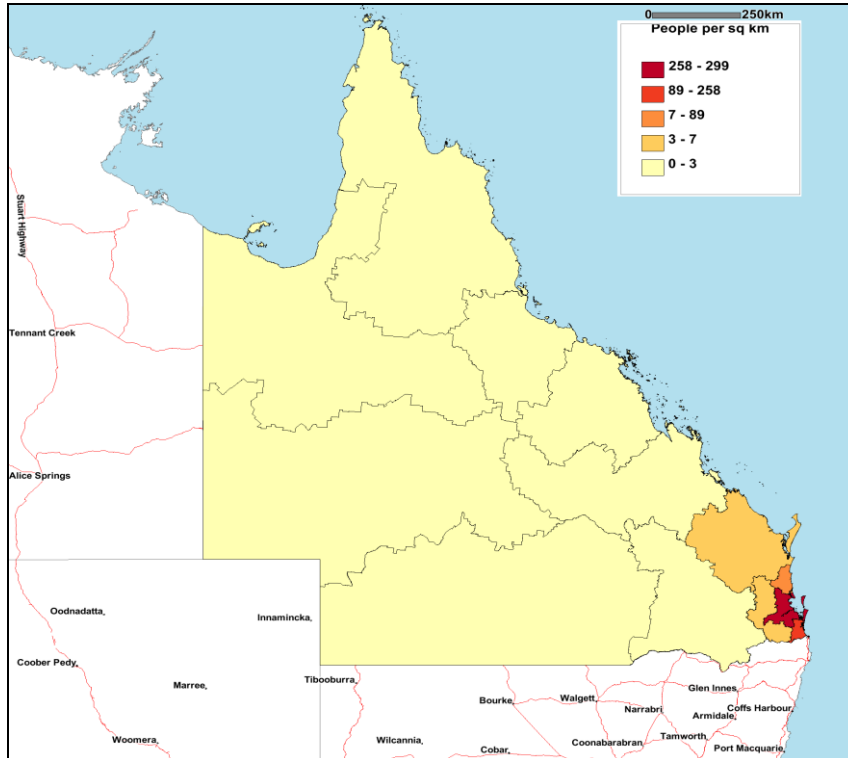 0 250km
People per sq km
258 - 299
89 - 258
7 - 89
3 - 7
0 - 3
Stuart Highway
Tennant Creek
Alice Springs
Oodnadatta
Innamincka
Coober Pedy
Marree
Tibooburra
Glen Innes
Bourke
Walgett
Narrabri
Coffs Harbour
Armidale
Woomera
Wilcannia
Cobar
Coonabarabran
Tamworth
Port Macquarie